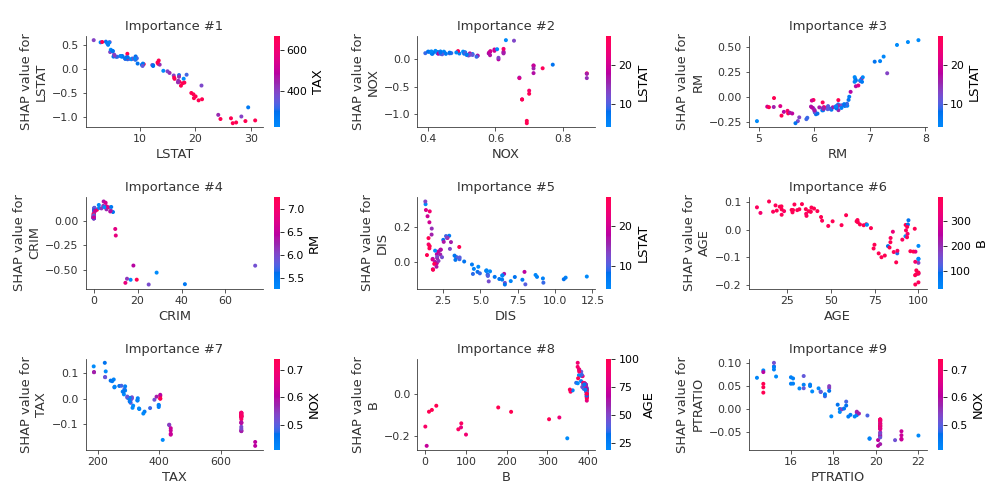 Importance #1
SHAP value for
LSTAT
0.5
0.0
−0.5
−1.0
10
20
30
LSTAT
600
400
TAX
Importance #2
SHAP value for
NOX
0.0
−0.5
−1.0
0.4
0.6
0.8
NOX
20
10
LSTAT
Importance #3
SHAP value for
RM
0.50
0.25
0.00
−0.25
5
6
7
8
RM
20
10
LSTAT
Importance #4
SHAP value for
CRIM
0.00
−0.25
−0.50
0
20
40
60
CRIM
7.0
6.5
6.0
5.5
RM
Importance #5
SHAP value for
DIS
0.2
0.0
2.5
5.0
7.5
10.0
12.5
DIS
20
10
LSTAT
Importance #6
SHAP value for
AGE
0.1
0.0
−0.1
−0.2
25
50
75
100
AGE
300
200
100
B
Importance #7
SHAP value for
TAX
0.1
0.0
−0.1
200
400
600
TAX
0.7
0.6
0.5
NOX
Importance #8
SHAP value for
B
0.0
−0.2
0
100
200
300
400
B
100
75
50
25
AGE
Importance #9
SHAP value for
PTRATIO
0.10
0.05
0.00
−0.05
16
18
20
22
PTRATIO
0.7
0.6
0.5
NOX